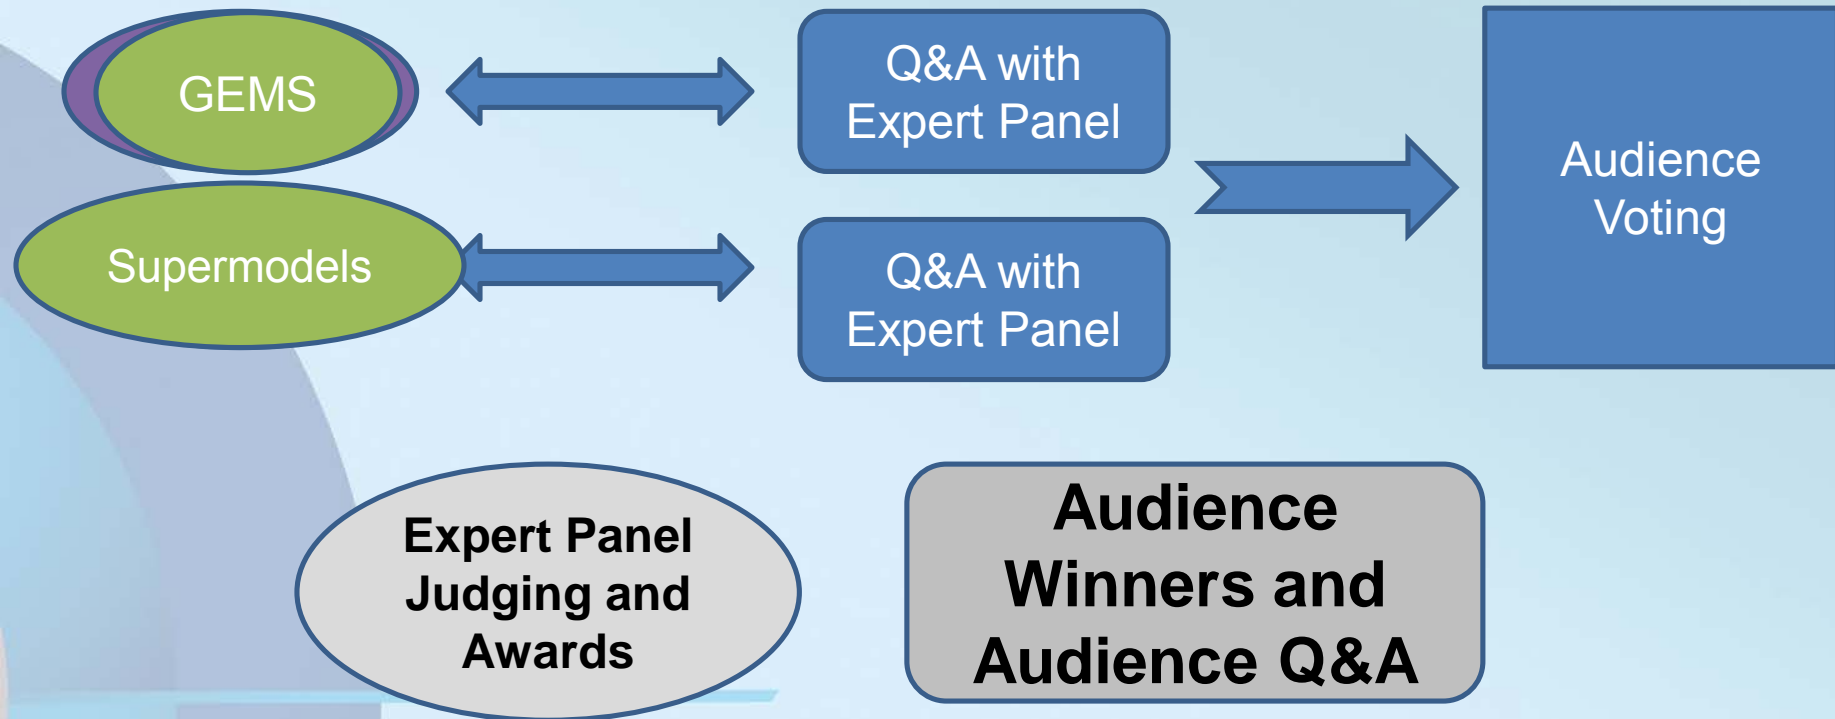 GEMS
Q&A with
Expert Panel
Audience
Voting
Supermodels
Q&A with
Expert Panel
Expert Panel
Judging and
Awards
Audience
Winners and
Audience Q&A